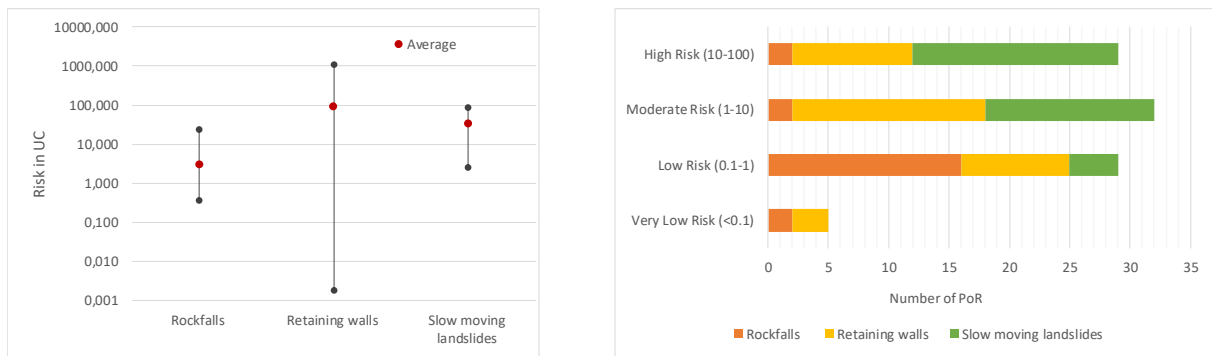 10000,000
1000,000
100,000
10,000
1,000
0,100
0,010
0,001
Risk in UC
Average
Rockfalls
Retaining walls
Slow moving
landslides
High Risk (10-100)
Moderate Risk (1-10)
Low Risk (0.1-1)
Very Low Risk (<0.1)
0 5 10 15 20 25 30 35
Number of PoR
Rockfalls Retaining walls Slow moving landslides